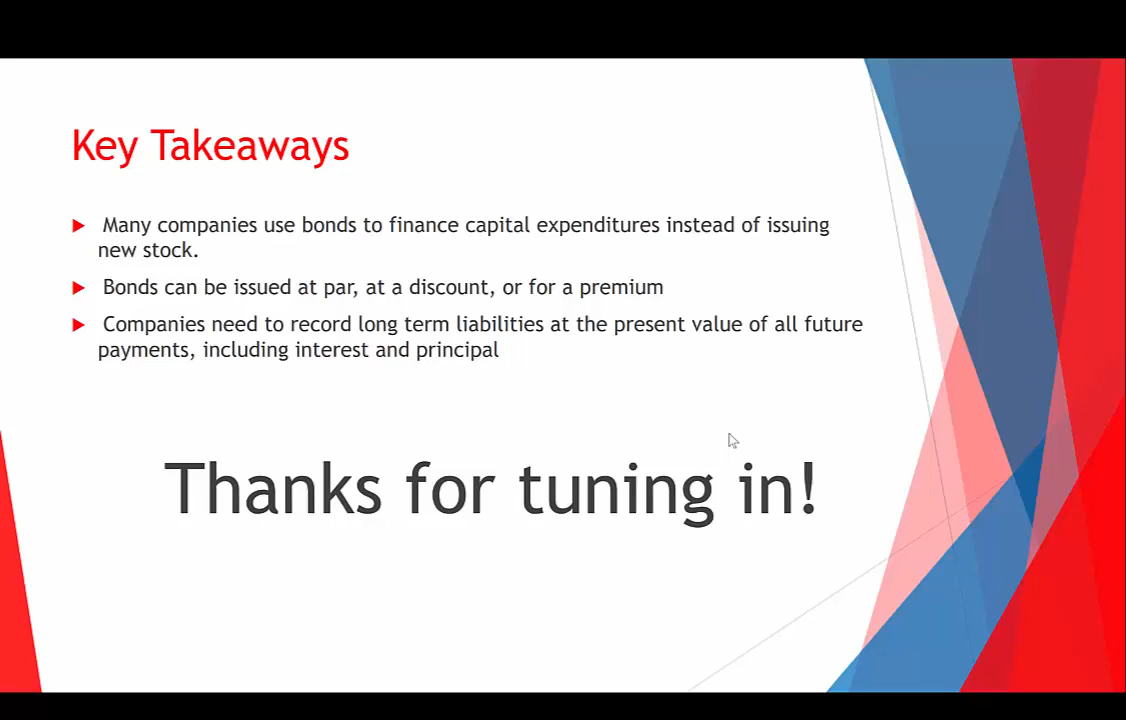 Key Takeaways
Many companies use bonds to finance capital expenditures instead of issuing
new stock.
Bonds can be issued at par, at a discount, or for a premium
Companies need to record long term liabilities at the present value of all future
payments, including interest and principal
Thanks for tuning in!